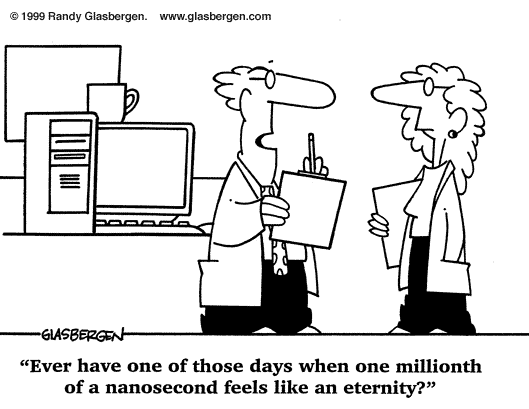 © 1999 Randy Glasbergen. www.glasbergen.com
GLASBERGEN
“Ever have one of those days when one millionth
of a nanosecond feels like an eternity?”